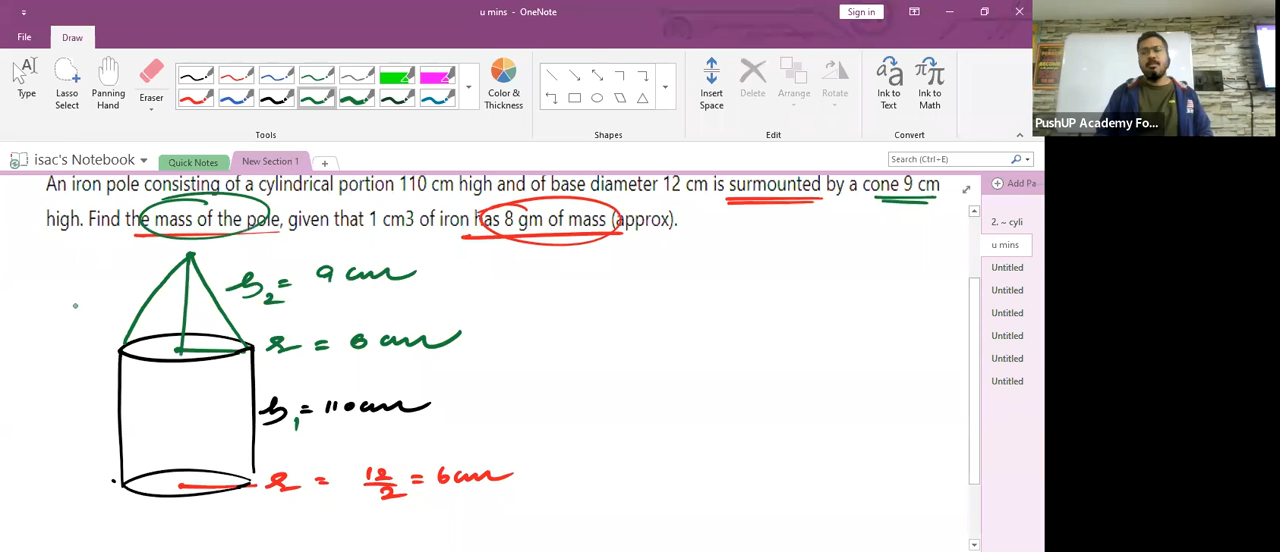 u mins - OneNote
Sign in
File
Draw
Type
Lasso Select
Panning Hand
Eraser
Color & Thickness
Insert Space
Delete
Arrange
Rotate
Ink to Text
Ink to Math
Tools
Shapes
Edit
Convert
PushUP Academy Fo...
isac's Notebook
Quick Notes
New Section 1
Search (Ctrl+E)
Add Pa
An iron pole consisting of a cylindrical portion 110 cm high and of base diameter 12 cm is surmounted by a cone 9 cm
high. Find the mass of the pole, given that 1 cm3 of iron has 8 gm of mass (approx).
2. ~ cyli
u mins
Untitled
Untitled
Untitled
Untitled
Untitled
Untitled
h2 = 9 cm
r = 6 cm
h1 = 110 cm
r = 12/2 = 6 cm